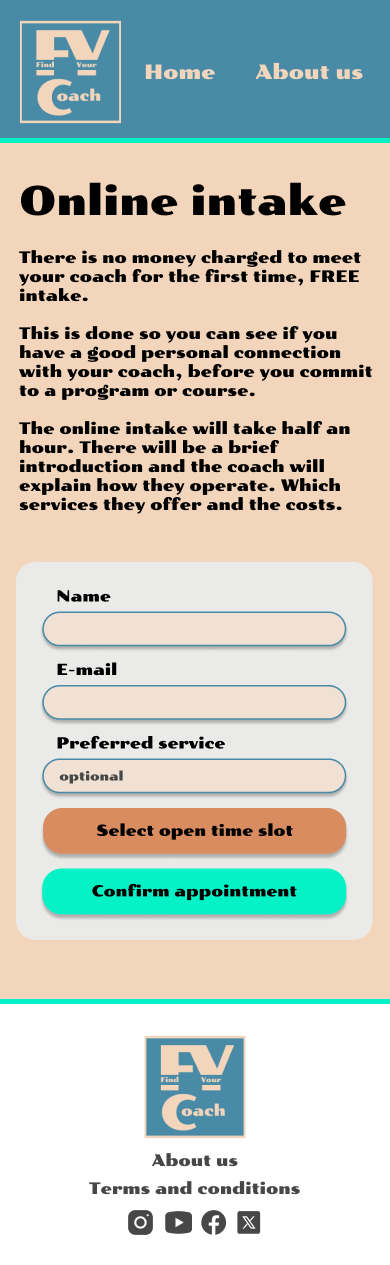 FY
Find Your
Coach
Home About us
Online intake
There is no money charged to meet
your coach for the first time, FREE
intake.
This is done so you can see if you
have a good personal connection
with your coach, before you commit
to a program or course.
The online intake will take half an
hour. There will be a brief
introduction and the coach will
explain how they operate. Which
services they offer and the costs.
Name
E-mail
Preferred service
optional
Select open time slot
Confirm appointment
FY
Find Your
Coach
About us
Terms and conditions